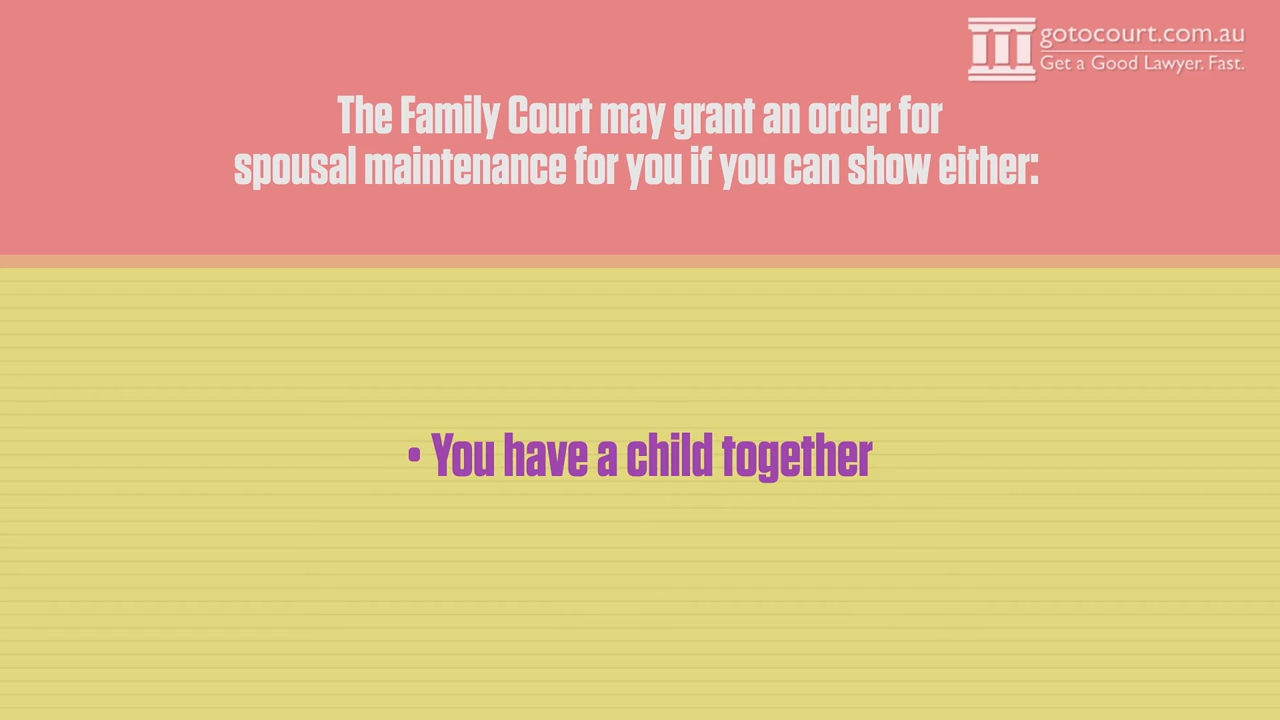 gotocourt.com.au
Get a Good Lawyer. Fast.
The Family Court may grant an order for
spousal maintenance for you if you can show either:
• You have a child together